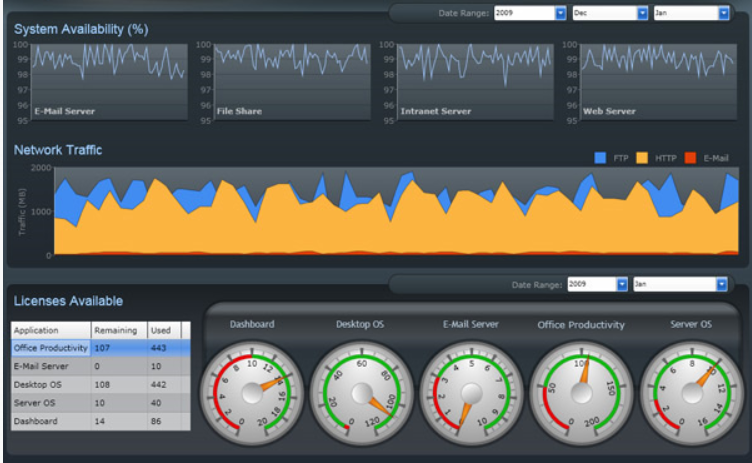 Date Range: 2009 Dec Jan
System Availability (%)
100 100 100 100
99 99 99 99
98 98 98 98
97 97 97 97
96 96 96 96
95 95 95 95
E-Mail Server File Share Intranet Server Web Server
Network Traffic
FTP HTTP E-Mail
Traffic (MB)
2000
1000
0
Date Range: 2009 Jan
Licenses Available
Application Remaining Used
Office Productivity 107 443
E-Mail Server 0 10
Desktop OS 108 442
Server OS 10 40
Dashboard 14 86
Dashboard Desktop OS E-Mail Server Office Productivity Server OS
0 2 4 6 8 10 12 14 16 18 20
0 20 40 60 80 100 120
0 1 2 3 4 5 6 7 8 9 10
0 50 100 150 200
0 2 4 6 8 10 12 14 16